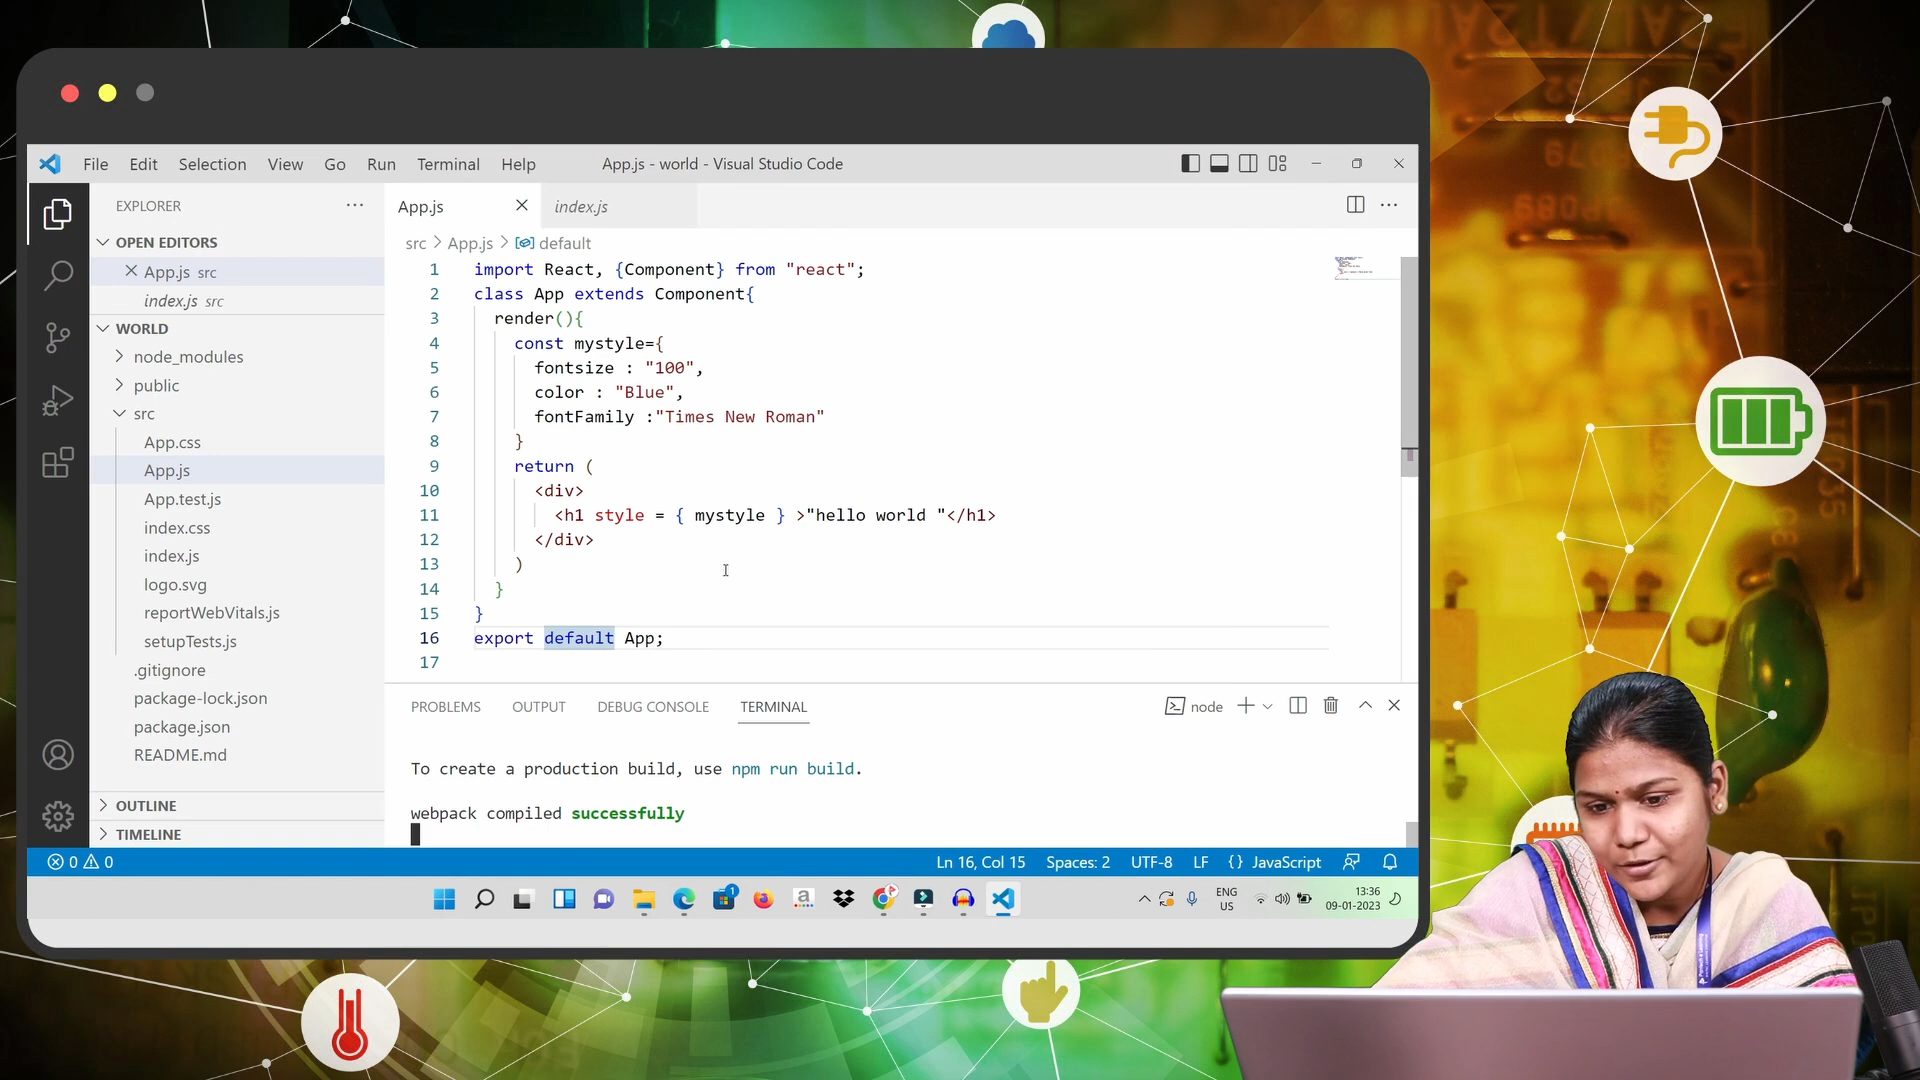 File Edit Selection View Go Run Terminal Help App.js - world - Visual Studio Code
EXPLORER
OPEN EDITORS
App.js src
index.js src
WORLD
node_modules
public
src
App.css
App.js
App.test.js
index.css
index.js
logo.svg
reportWebVitals.js
setupTests.js
.gitignore
package-lock.json
package.json
README.md
OUTLINE
TIMELINE
App.js index.js
src > App.js > default
1 import React, {Component} from "react";
2 class App extends Component{
3 render(){
4 const mystyle={
5 fontsize : "100",
6 color : "Blue",
7 fontFamily :"Times New Roman"
8 }
9 return (
10 <div>
11 <h1 style = { mystyle } >"hello world "</h1>
12 </div>
13 )
14 }
15 }
16 export default App;
17
PROBLEMS OUTPUT DEBUG CONSOLE TERMINAL node
To create a production build, use npm run build.
webpack compiled successfully
0 0 Ln 16, Col 15 Spaces: 2 UTF-8 LF {} JavaScript
1 a ENG US 13:36 09-01-2023